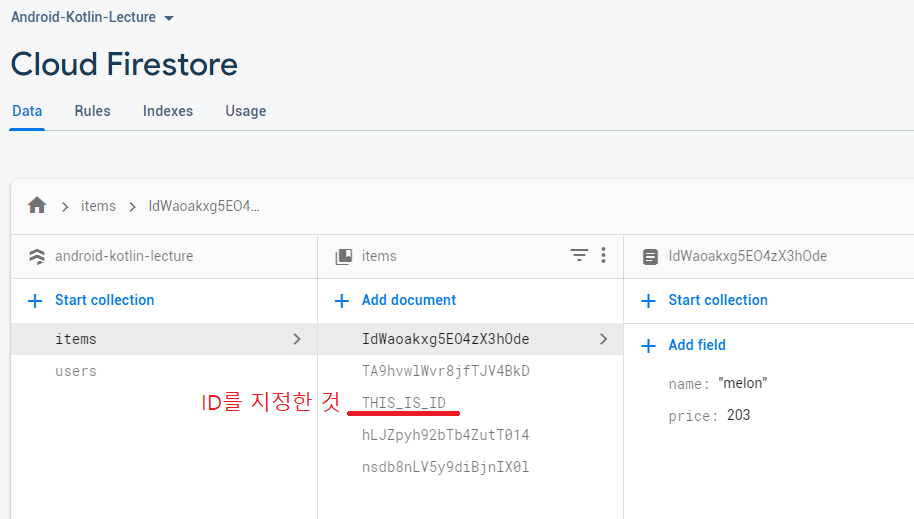 Android-Kotlin-Lecture
Cloud Firestore
Data Rules Indexes Usage
items IdWaoakxg5EO4…
android-kotlin-lecture
Start collection
items
users
items
Add document
IdWaoakxg5EO4zX3hOde
TA9hvwlWvr8jfTJV4BkD
ID를 지정한 것 THIS_IS_ID
hLJZpyh92bTb4ZutT014
nsdb8nLV5y9diBjnIX0l
IdWaoakxg5EO4zX3hOde
Start collection
Add field
name: "melon"
price: 203